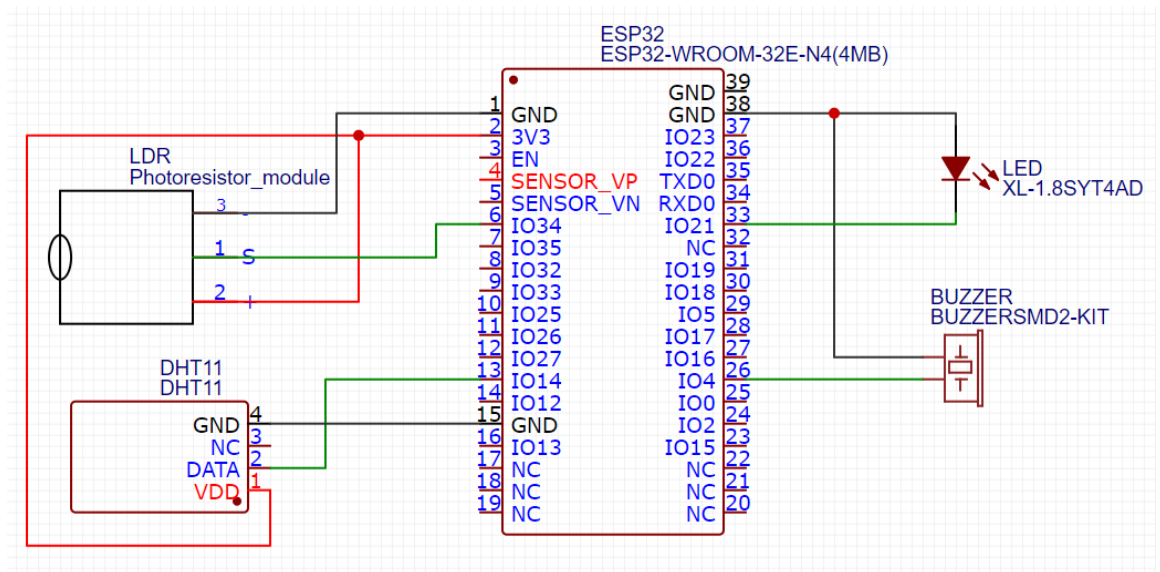 ESP32
ESP32-WROOM-32E-N4(4MB)
LDR
Photoresistor_module
3 -
1 S
2 +
DHT11
DHT11
GND 4
NC 3
DATA 2
VDD 1
1 GND
2 3V3
3 EN
4 SENSOR_VP
5 SENSOR_VN
6 IO34
7 IO35
8 IO32
9 IO33
10 IO25
11 IO26
12 IO27
13 IO14
14 IO12
15 GND
16 IO13
17 NC
18 NC
19 NC
GND 39
GND 38
IO23 37
IO22 36
TXD0 35
RXD0 34
IO21 33
NC 32
IO19 31
IO18 30
IO5 29
IO17 28
IO16 27
IO4 26
IO0 25
IO2 24
IO15 23
NC 22
NC 21
NC 20
LED
XL-1.8SYT4AD
BUZZER
BUZZERSMD2-KIT